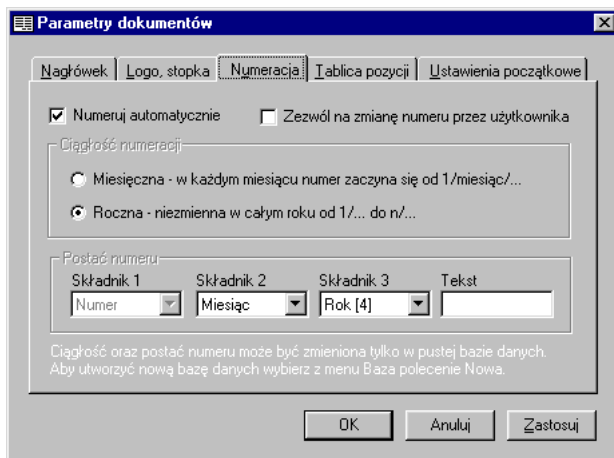 Parametry dokumentów
Nagłówek Logo, stopka Numeracja Tablica pozycji Ustawienia początkowe
Numeruj automatycznie Zezwól na zmianę numeru przez użytkownika
Ciągłość numeracji
Miesięczna - w każdym miesiącu numer zaczyna się od 1/miesiąc/...
Roczna - niezmienna w całym roku od 1/... do n/...
Postać numeru
Składnik 1 Składnik 2 Składnik 3 Tekst
Numer Miesiąc Rok [4]
Ciągłość oraz postać numeru może być zmieniona tylko w pustej bazie danych.
Aby utworzyć nową bazę danych wybierz z menu Baza polecenie Nowa.
OK Anuluj Zastosuj